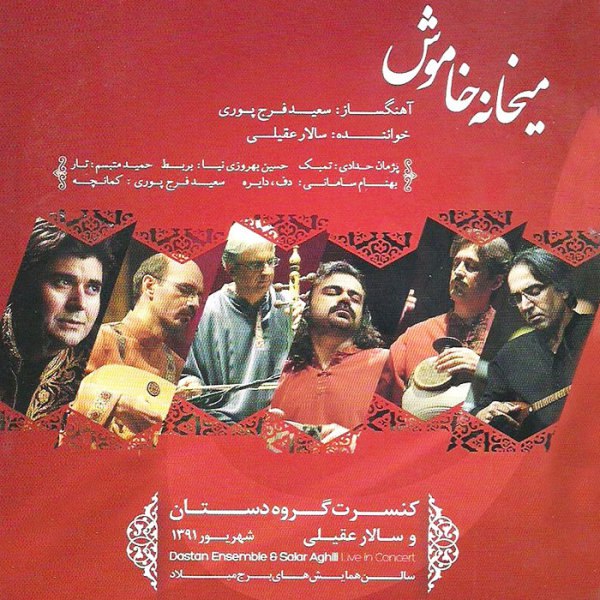 میخانه خاموش
آهنگساز: سعید فرج‌پوری
خواننده: سالار عقیلی
پژمان حدادی: تمبک حسین بهروزی‌نیا: بربط حمید متبسم: تار
بهنام سامانی: دف، دایره سعید فرج‌پوری: کمانچه
کنسرت گروه دستان
و سالار عقیلی شهریور ۱۳۹۱
Dastan Ensemble & Salar Aghili Live in Concert
سالن همایش‌های برج میلاد